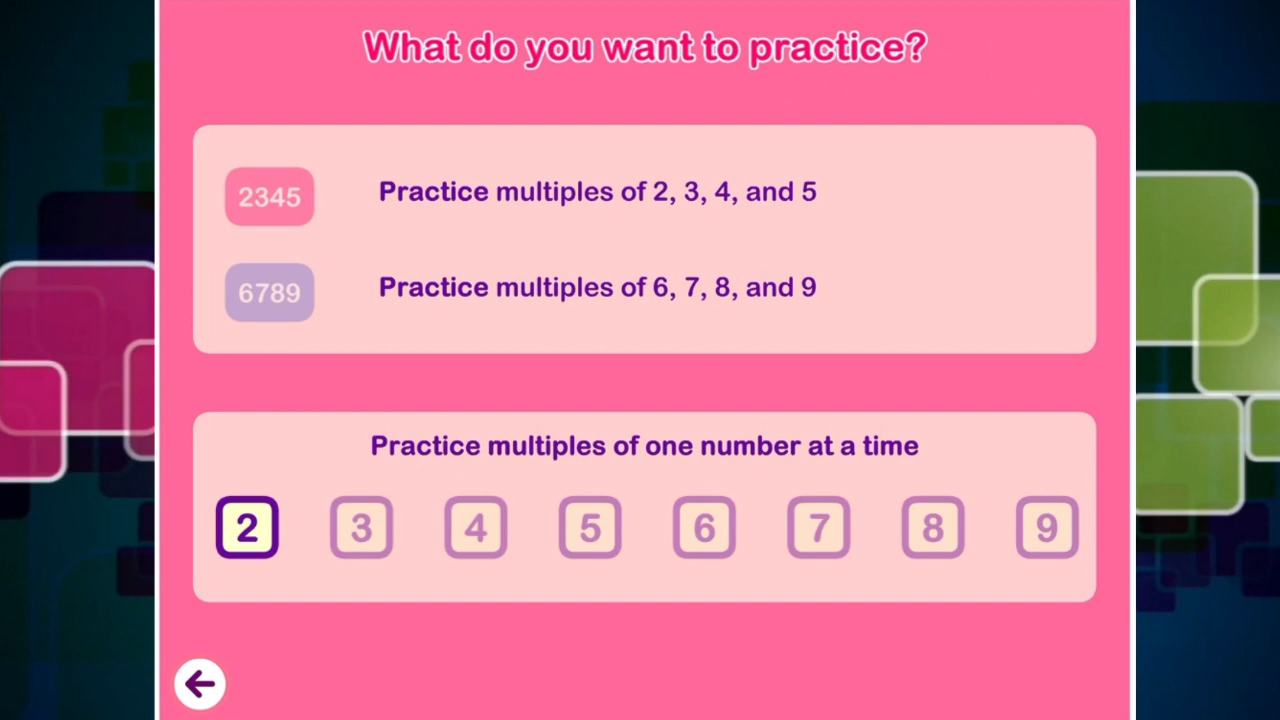 What do you want to practice?
2345 Practice multiples of 2, 3, 4, and 5
6789 Practice multiples of 6, 7, 8, and 9
Practice multiples of one number at a time
2 3 4 5 6 7 8 9